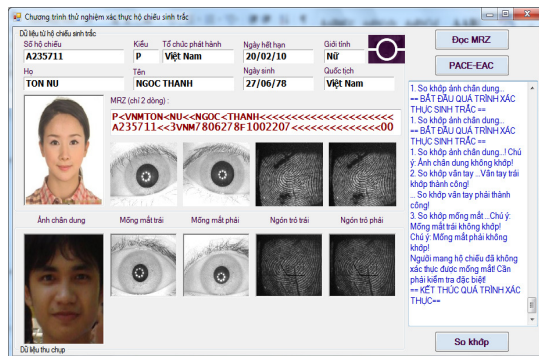 Chương trình thử nghiệm xác thực hộ chiếu sinh trắc
Dữ liệu từ hộ chiếu sinh trắc
Số hộ chiếu Kiểu Tổ chức phát hành Ngày hết hạn Giới tính
A235711 P Việt Nam 20/02/10 Nữ
Họ Tên Ngày sinh Quốc tịch
TON NU NGOC THANH 27/06/78 Việt Nam
MRZ (chỉ 2 dòng) :
P<VNMTON<NU<<NGOC<THANH<<<<<<<<<<<<<<<<<<<<<
A235711<<3VNM7806278F1002207<<<<<<<<<<<<<<00
Ảnh chân dung Mống mắt trái Mống mắt phải Ngón trỏ trái Ngón trỏ phải
Dữ liệu thu chụp
Đọc MRZ
PACE-EAC
1. So khớp ảnh chân dung...
== BẮT ĐẦU QUÁ TRÌNH XÁC
THỰC SINH TRẮC ==
1. So khớp ảnh chân dung...
== BẮT ĐẦU QUÁ TRÌNH XÁC
THỰC SINH TRẮC ==
1. So khớp ảnh chân dung...! Chú
ý: Ảnh chân dung không khớp!
2. So khớp vân tay ...Vân tay trái
khớp thành công!
... So khớp vân tay phải thành
công!
3. So khớp mống mắt ...Chú ý:
Mống mắt trái không khớp!
Chú ý: Mống mắt phải không
khớp!
Người mang hộ chiếu đã không
xác thực được mống mắt! Cần
phải kiểm tra đặc biệt!
== KẾT THÚC QUÁ TRÌNH XÁC
THỰC==
So khớp